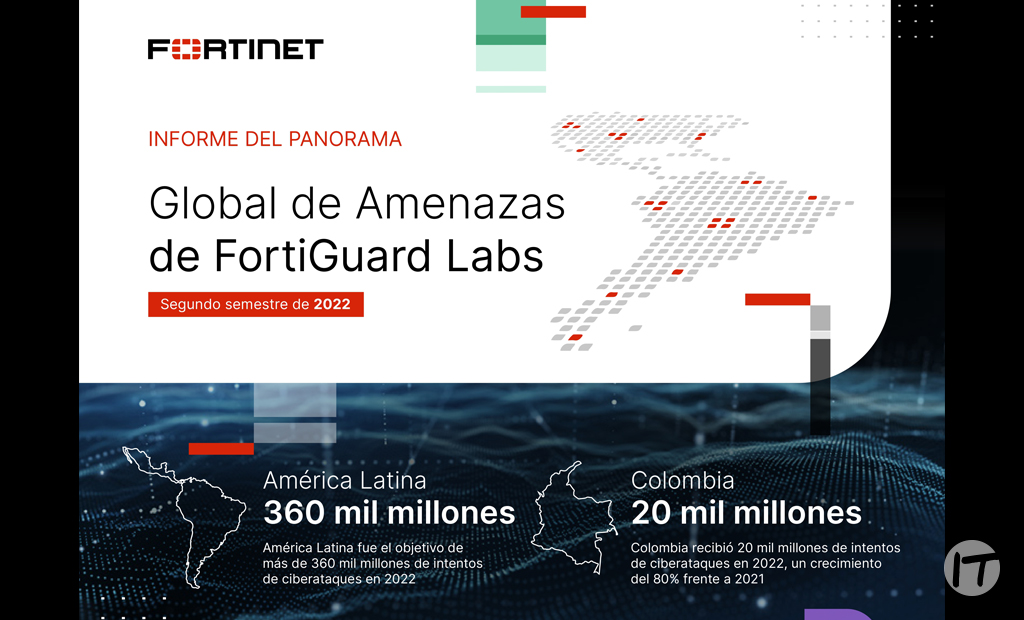 FORTINET
INFORME DEL PANORAMA
Global de Amenazas
de FortiGuard Labs
Segundo semestre de 2022
América Latina
360 mil millones
América Latina fue el objetivo de
más de 360 mil millones de intentos
de ciberataques en 2022
Colombia
20 mil millones
Colombia recibió 20 mil millones de intentos
de ciberataques en 2022, un crecimiento
del 80% frente a 2021
IT